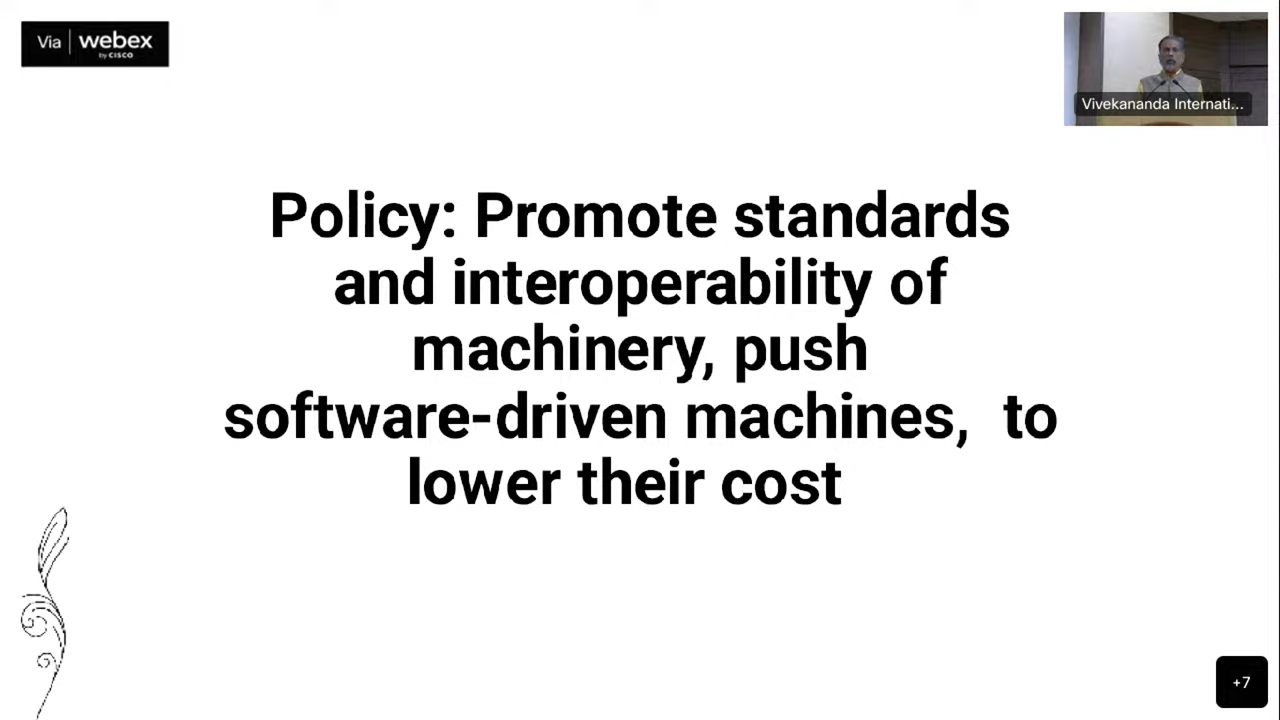 Via webex
by CISCO
Vivekananda Internati...
Policy: Promote standards
and interoperability of
machinery, push
software-driven machines,  to
lower their cost
+7